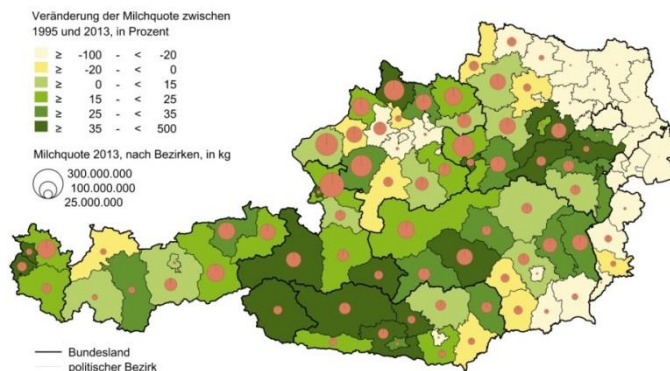 Veränderung der Milchquote zwischen
1995 und 2013, in Prozent
≥ -100 - < -20
≥ -20 - < 0
≥ 0 - < 15
≥ 15 - < 25
≥ 25 - < 35
≥ 35 - < 500
Milchquote 2013, nach Bezirken, in kg
300.000.000
100.000.000
25.000.000
Bundesland
politischer Bezirk